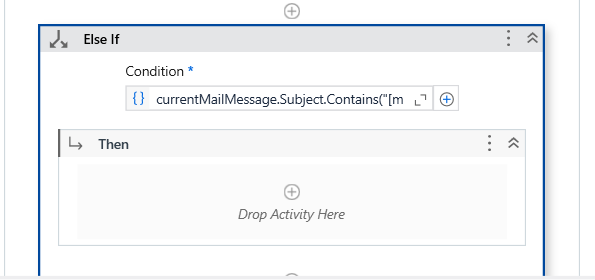 Else If
Condition *
{} currentMailMessage.Subject.Contains("[m
Then
Drop Activity Here